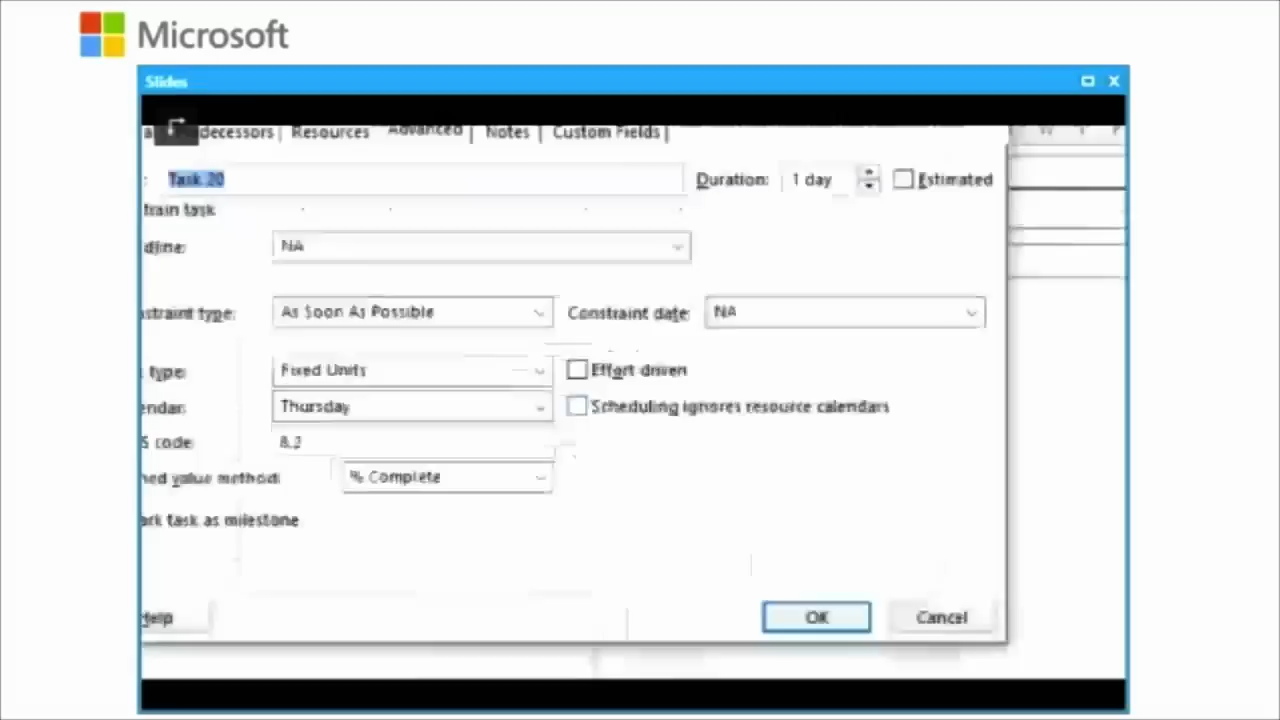 Microsoft
Slides
decessors | Resources Advanced | Notes | Custom Fields |
: Task 20 Duration: 1 day Estimated
train task
dline: NA
straint type: As Soon As Possible Constraint date: NA
type: Fixed Units Effort driven
endar: Thursday Scheduling ignores resource calendars
S code: 8.2
ned value method: % Complete
ark task as milestone
Help OK Cancel